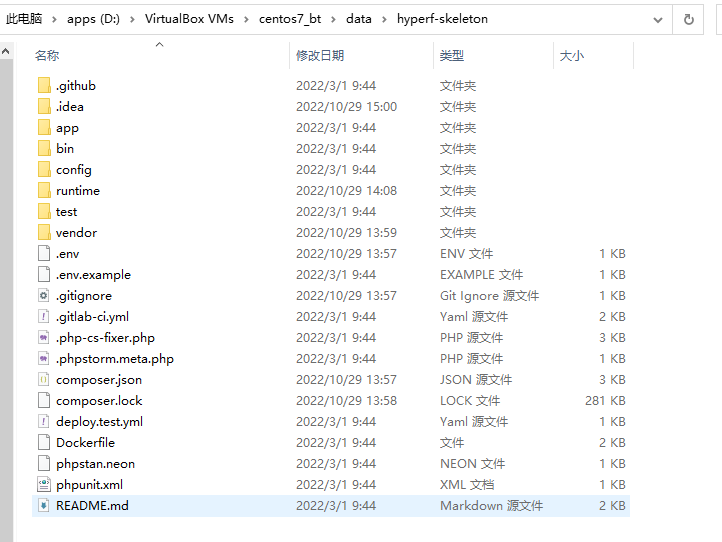 此电脑 > apps (D:) > VirtualBox VMs > centos7_bt > data > hyperf-skeleton
名称 修改日期 类型 大小
.github 2022/3/1 9:44 文件夹
.idea 2022/10/29 15:00 文件夹
app 2022/3/1 9:44 文件夹
bin 2022/3/1 9:44 文件夹
config 2022/3/1 9:44 文件夹
runtime 2022/10/29 14:08 文件夹
test 2022/3/1 9:44 文件夹
vendor 2022/10/29 13:59 文件夹
.env 2022/10/29 13:57 ENV 文件 1 KB
.env.example 2022/3/1 9:44 EXAMPLE 文件 1 KB
.gitignore 2022/10/29 13:57 Git Ignore 源文件 1 KB
.gitlab-ci.yml 2022/3/1 9:44 Yaml 源文件 2 KB
.php-cs-fixer.php 2022/3/1 9:44 PHP 源文件 3 KB
.phpstorm.meta.php 2022/3/1 9:44 PHP 源文件 1 KB
composer.json 2022/10/29 13:57 JSON 源文件 3 KB
composer.lock 2022/10/29 13:58 LOCK 文件 281 KB
deploy.test.yml 2022/3/1 9:44 Yaml 源文件 1 KB
Dockerfile 2022/3/1 9:44 文件 2 KB
phpstan.neon 2022/3/1 9:44 NEON 文件 1 KB
phpunit.xml 2022/3/1 9:44 XML 文档 1 KB
README.md 2022/3/1 9:44 Markdown 源文件 2 KB